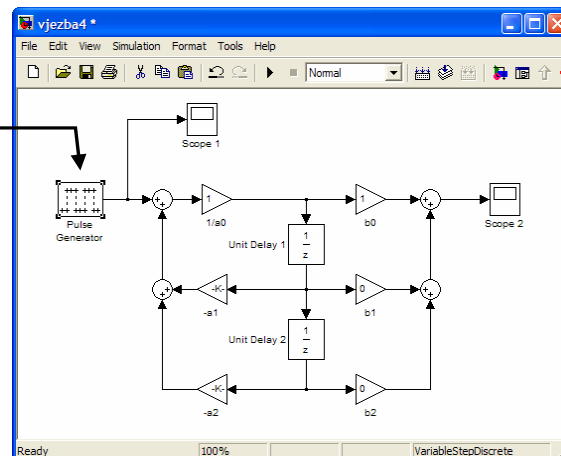 vjezba4 *
File Edit View Simulation Format Tools Help
Normal
Scope 1
Pulse
Generator
1
1/a0
1
b0
Scope 2
Unit Delay 1
1
z
-K-
-a1
0
b1
Unit Delay 2
1
z
-K-
-a2
0
b2
Ready 100% VariableStepDiscrete